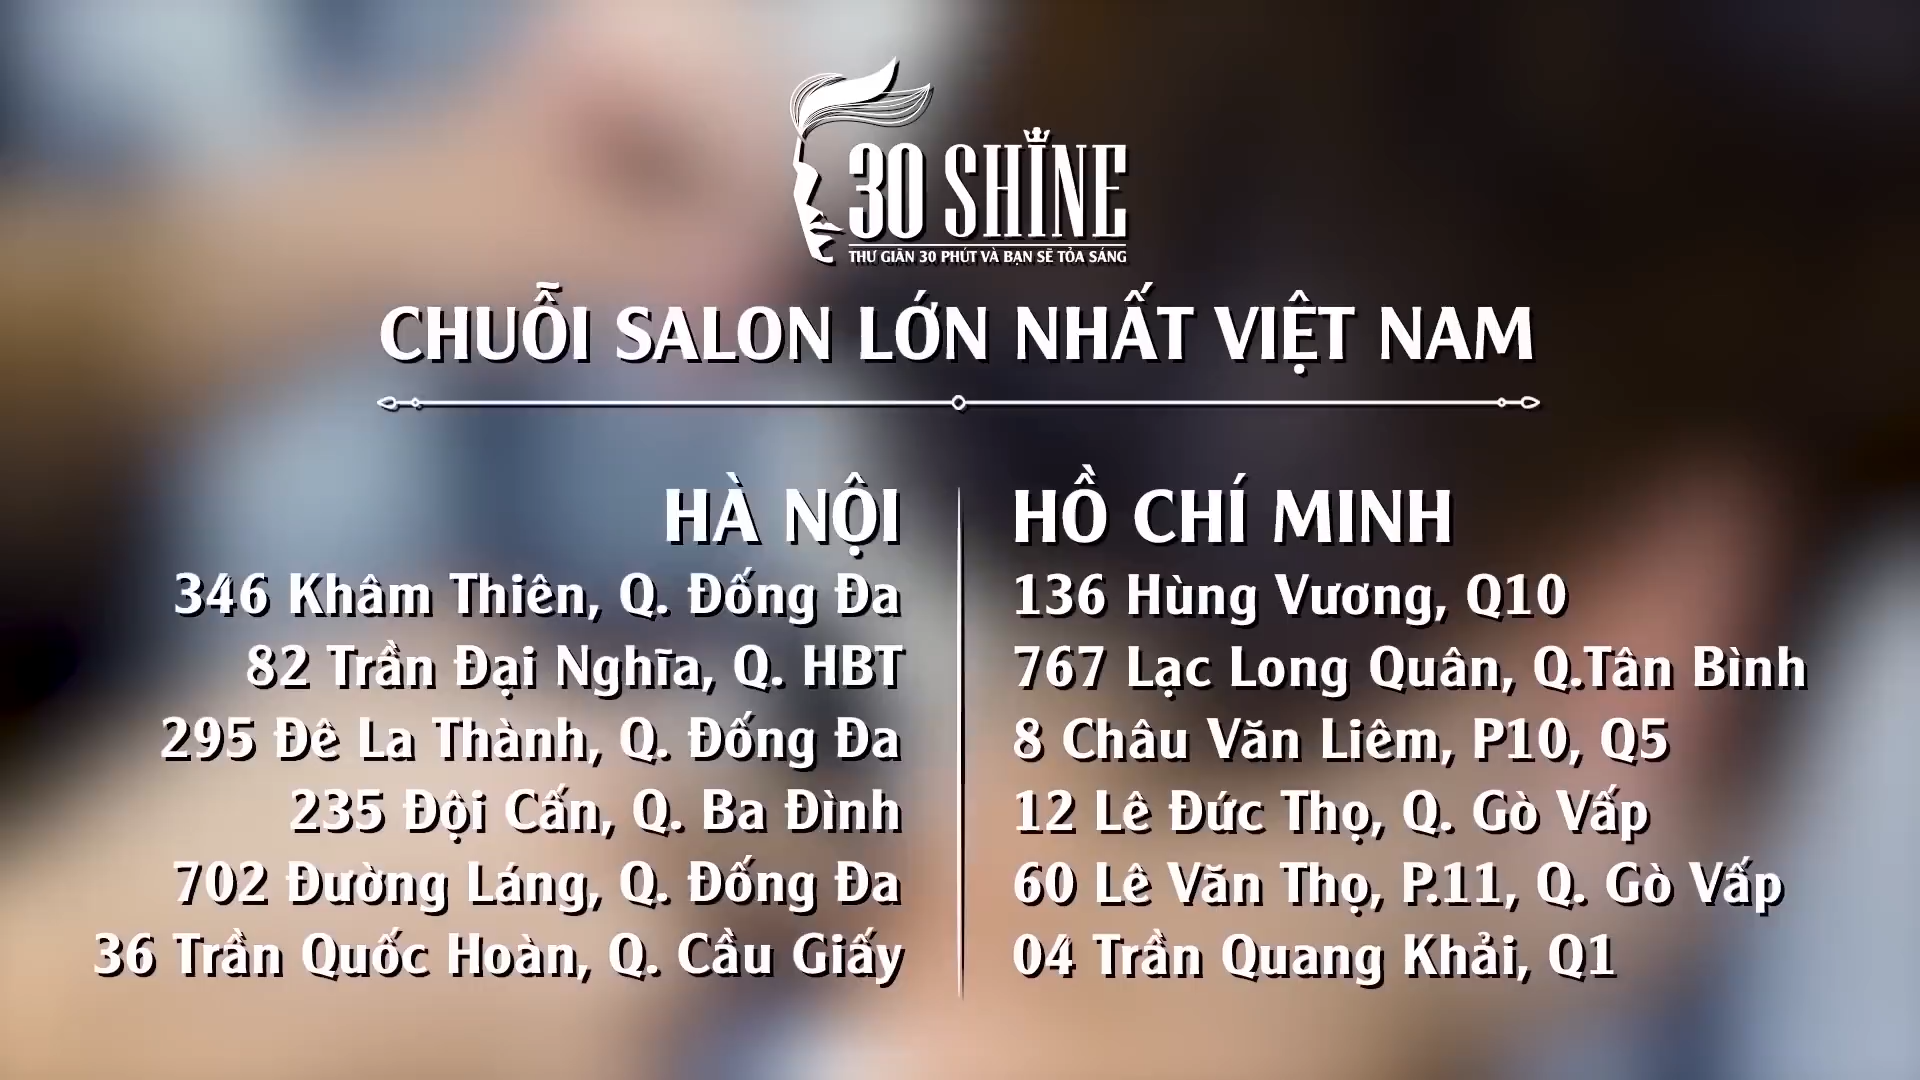 30 SHINE
THƯ GIÃN 30 PHÚT VÀ BẠN SẼ TỎA SÁNG
CHUỖI SALON LỚN NHẤT VIỆT NAM
HÀ NỘI
346 Khâm Thiên, Q. Đống Đa
82 Trần Đại Nghĩa, Q. HBT
295 Đê La Thành, Q. Đống Đa
235 Đội Cấn, Q. Ba Đình
702 Đường Láng, Q. Đống Đa
36 Trần Quốc Hoàn, Q. Cầu Giấy
HỒ CHÍ MINH
136 Hùng Vương, Q10
767 Lạc Long Quân, Q.Tân Bình
8 Châu Văn Liêm, P10, Q5
12 Lê Đức Thọ, Q. Gò Vấp
60 Lê Văn Thọ, P.11, Q. Gò Vấp
04 Trần Quang Khải, Q1